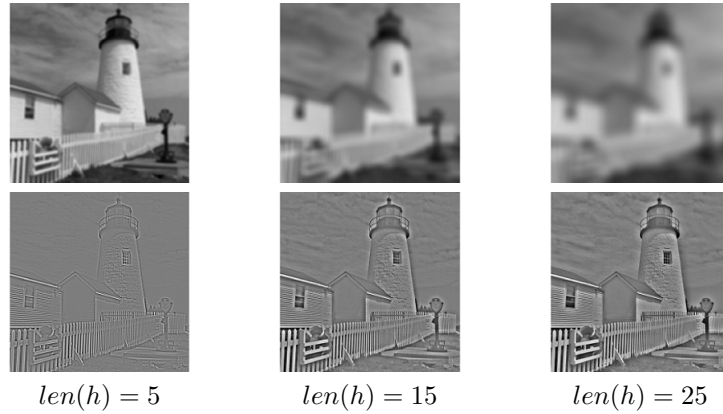 len(h) = 5
len(h) = 15
len(h) = 25